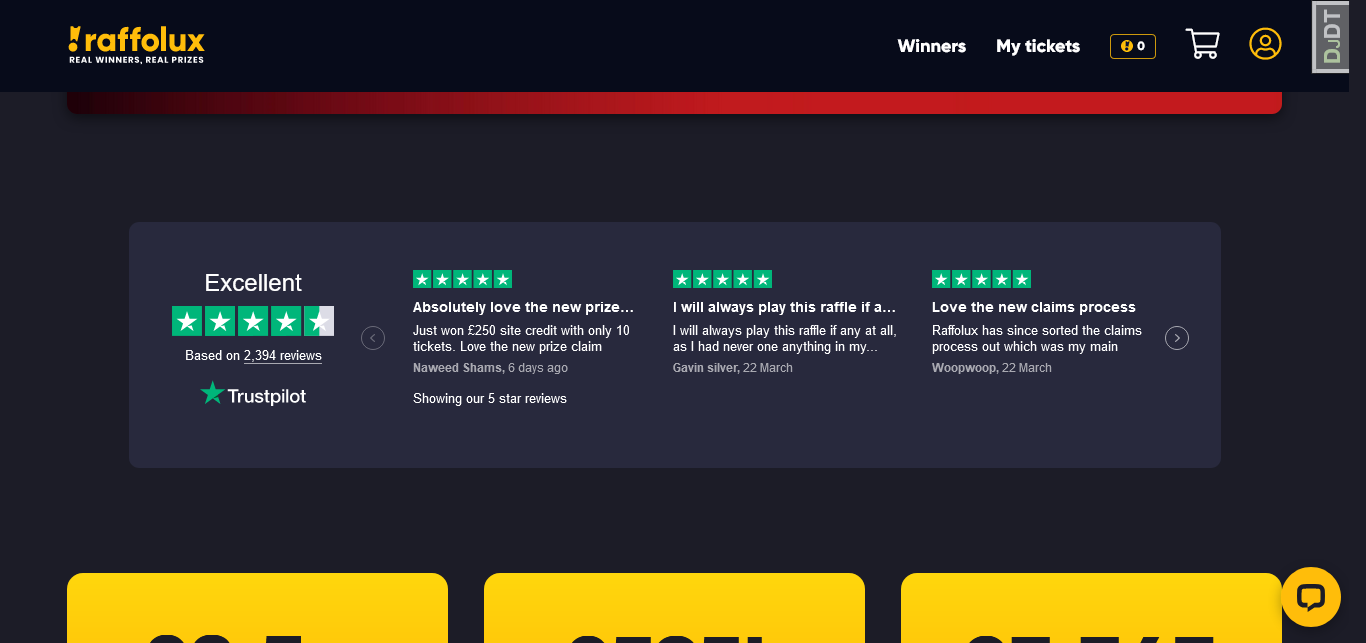 raffolux
REAL WINNERS, REAL PRIZES
Winners
My tickets
0
DJDT
Excellent
Based on 2,394 reviews
Trustpilot
Absolutely love the new prize...
Just won £250 site credit with only 10
tickets. Love the new prize claim
Naweed Shams, 6 days ago
Showing our 5 star reviews
I will always play this raffle if a...
I will always play this raffle if any at all,
as I had never one anything in my...
Gavin silver, 22 March
Love the new claims process
Raffolux has since sorted the claims
process out which was my main
Woopwoop, 22 March